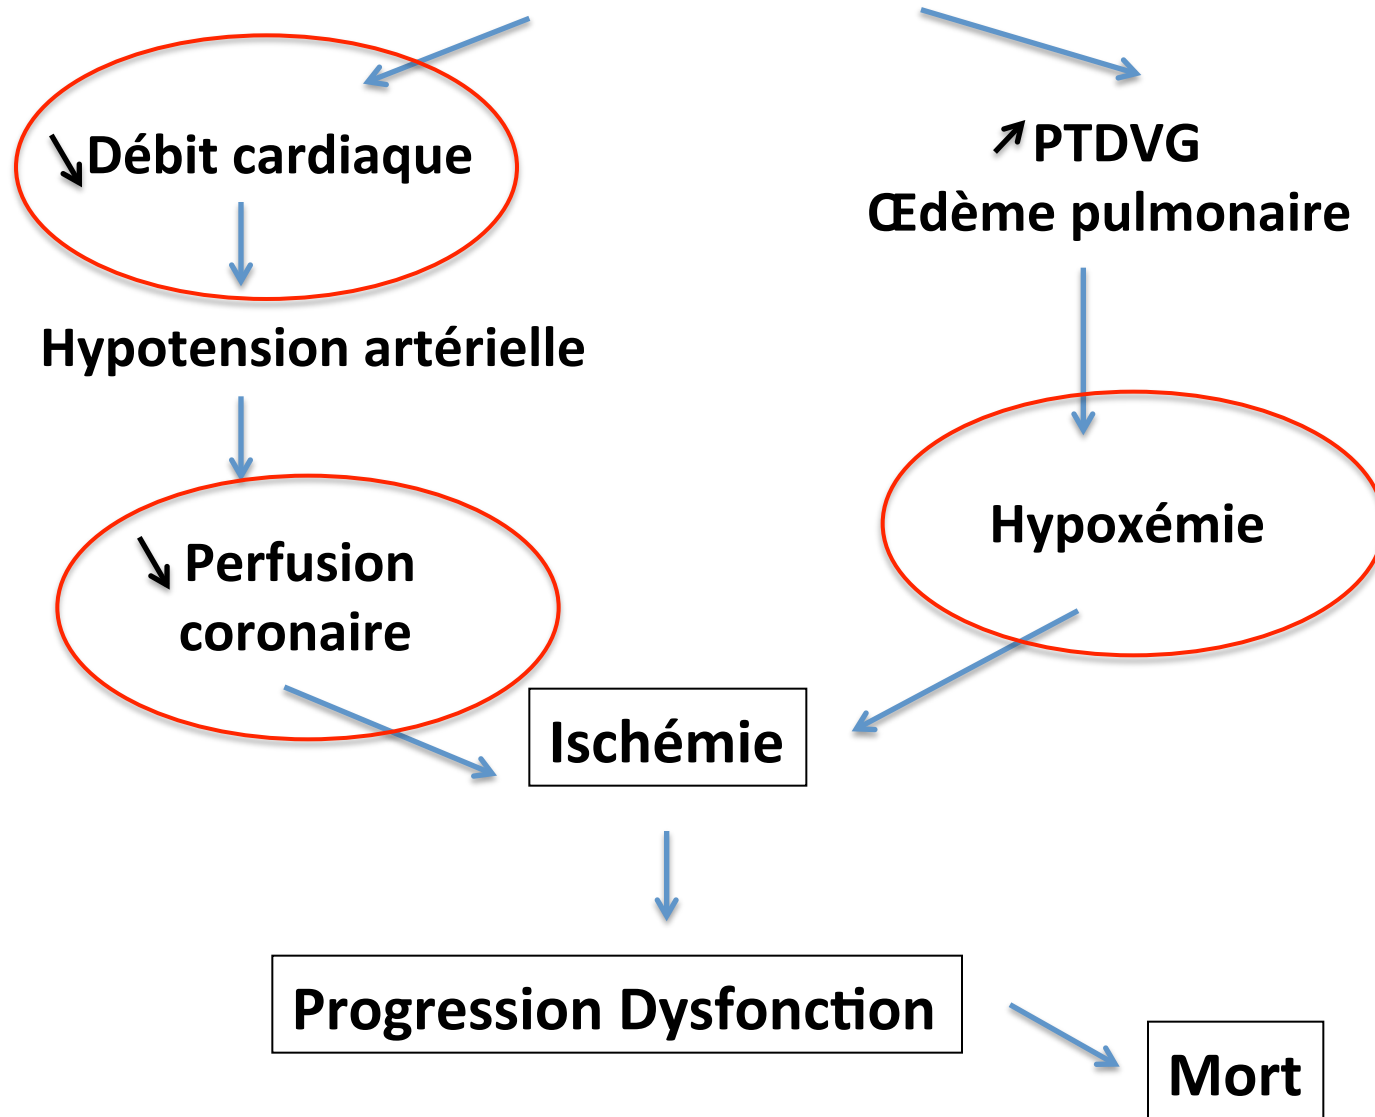 Débit cardiaque
PTDVG
Œdème pulmonaire
Hypotension artérielle
Hypoxémie
Perfusion
coronaire
Ischémie
Progression Dysfonction
Mort